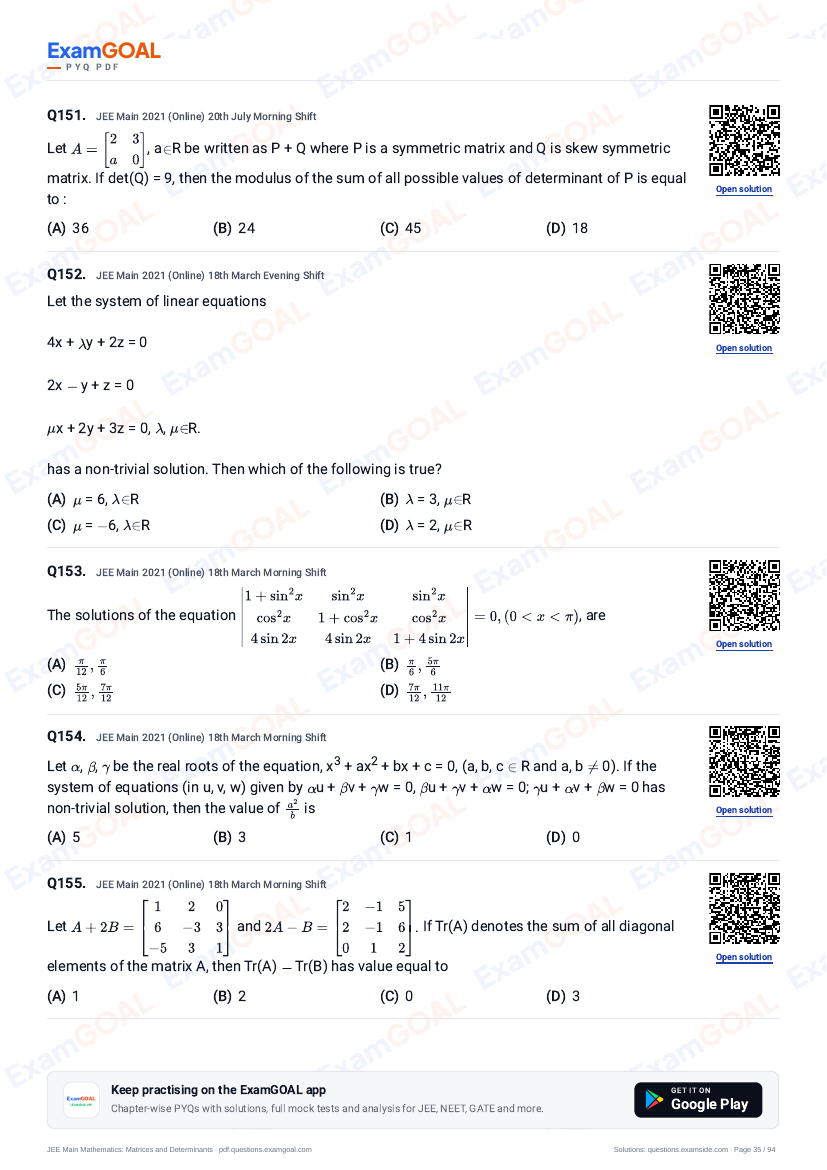 ExamGOAL
PYQ PDF
Q151. JEE Main 2021 (Online) 20th July Morning Shift
Let A = [2 3; a 0], a∈R be written as P + Q where P is a symmetric matrix and Q is skew symmetric
matrix. If det(Q) = 9, then the modulus of the sum of all possible values of determinant of P is equal
to :
Open solution
(A) 36 (B) 24 (C) 45 (D) 18
Q152. JEE Main 2021 (Online) 18th March Evening Shift
Let the system of linear equations
4x + λy + 2z = 0
Open solution
2x − y + z = 0
μx + 2y + 3z = 0, λ, μ∈R.
has a non-trivial solution. Then which of the following is true?
(A) μ = 6, λ∈R (B) λ = 3, μ∈R
(C) μ = −6, λ∈R (D) λ = 2, μ∈R
Q153. JEE Main 2021 (Online) 18th March Morning Shift
The solutions of the equation |1 + sin²x sin²x sin²x; cos²x 1 + cos²x cos²x; 4 sin 2x 4 sin 2x 1 + 4 sin 2x| = 0, (0 < x < π), are
Open solution
(A) π/12, π/6 (B) π/6, 5π/6
(C) 5π/12, 7π/12 (D) 7π/12, 11π/12
Q154. JEE Main 2021 (Online) 18th March Morning Shift
Let α, β, γ be the real roots of the equation, x³ + ax² + bx + c = 0, (a, b, c ∈ R and a, b ≠ 0). If the
system of equations (in u, v, w) given by αu + βv + γw = 0, βu + γv + αw = 0; γu + αv + βw = 0 has
non-trivial solution, then the value of a²/b is
Open solution
(A) 5 (B) 3 (C) 1 (D) 0
Q155. JEE Main 2021 (Online) 18th March Morning Shift
Let A + 2B = [1 2 0; 6 −3 3; −5 3 1] and 2A − B = [2 −1 5; 2 −1 6; 0 1 2]. If Tr(A) denotes the sum of all diagonal
elements of the matrix A, then Tr(A) − Tr(B) has value equal to
Open solution
(A) 1 (B) 2 (C) 0 (D) 3
ExamGOAL
Keep practising on the ExamGOAL app
Chapter-wise PYQs with solutions, full mock tests and analysis for JEE, NEET, GATE and more.
GET IT ON
Google Play
JEE Main Mathematics: Matrices and Determinants · pdf.questions.examgoal.com
Solutions: questions.examside.com · Page 35 / 94